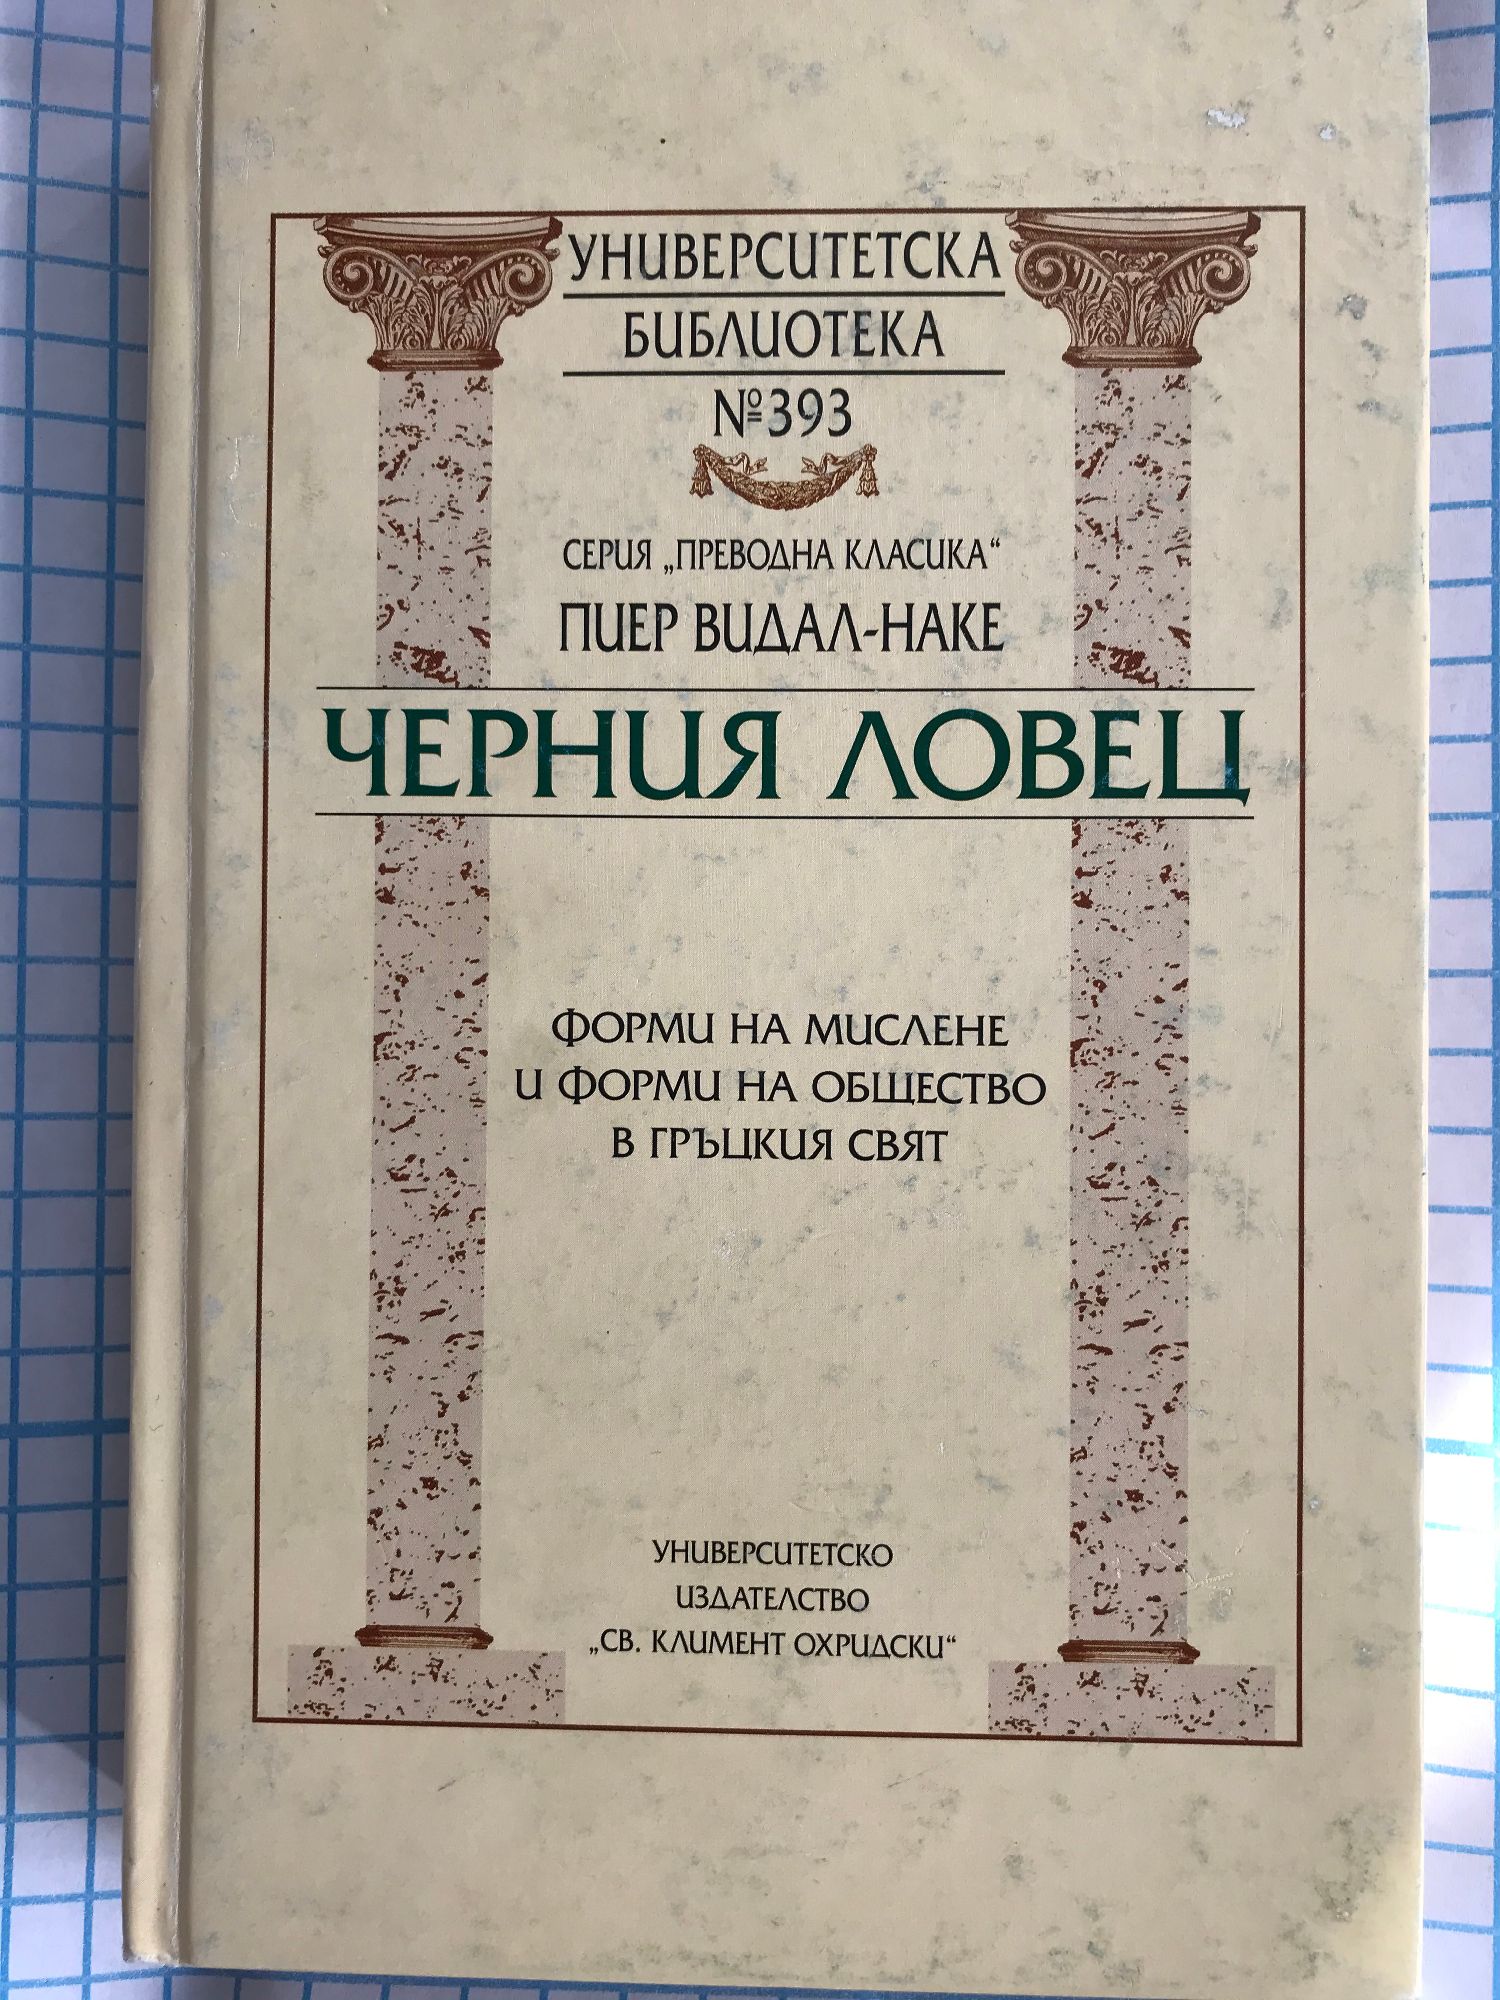 УНИВЕРСИТЕТСКА
БИБЛИОТЕКА
№393
СЕРИЯ „ПРЕВОДНА КЛАСИКА“
ПИЕР ВИДАЛ-НАКЕ
ЧЕРНИЯ ЛОВЕЦ
ФОРМИ НА МИСЛЕНЕ
И ФОРМИ НА ОБЩЕСТВО
В ГРЪЦКИЯ СВЯТ
УНИВЕРСИТЕТСКО
ИЗДАТЕЛСТВО
„СВ. КЛИМЕНТ ОХРИДСКИ“